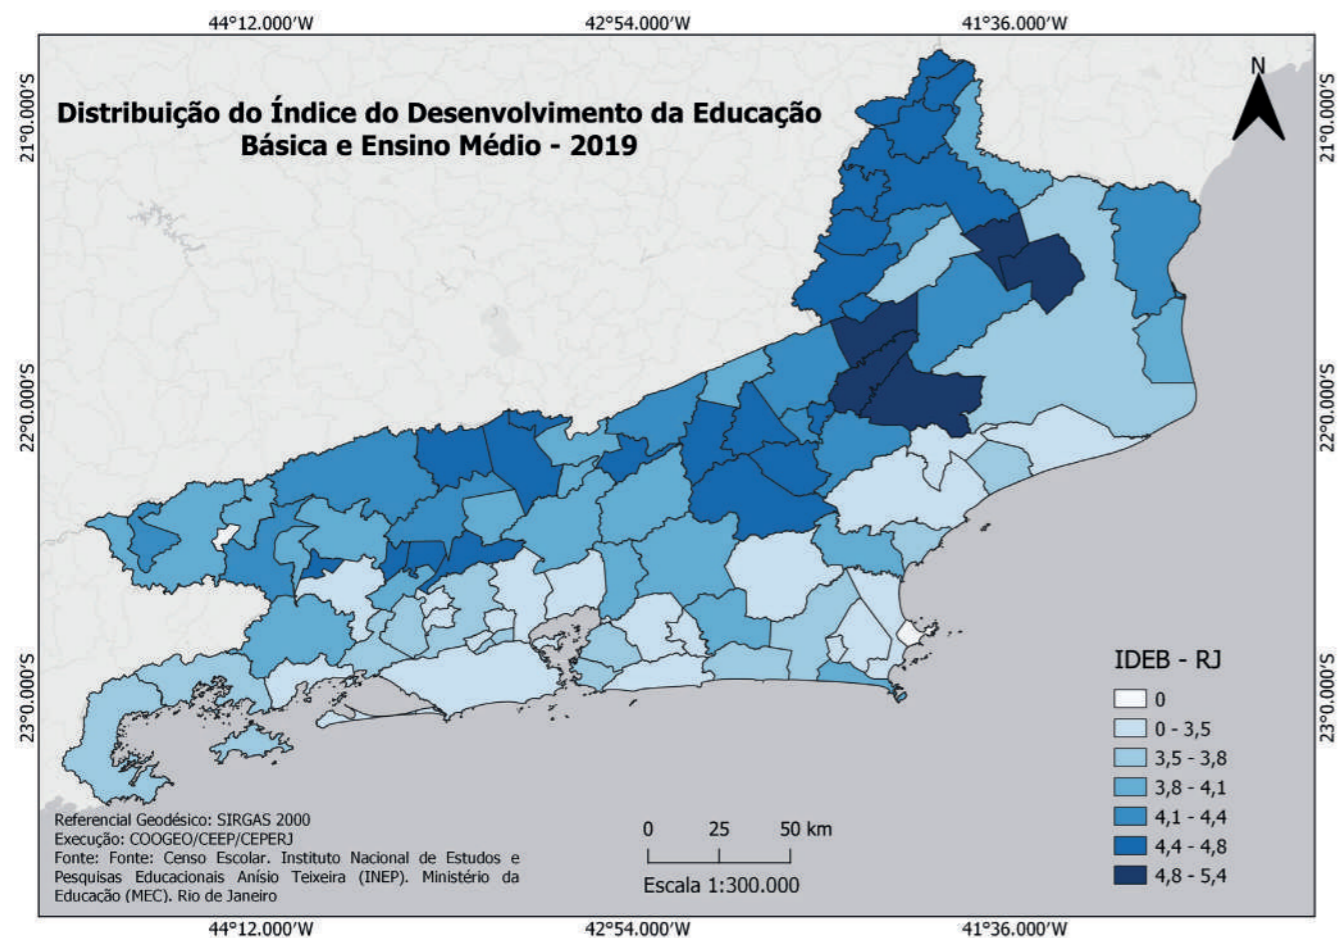 44°12.000′W 42°54.000′W 41°36.000′W
21°0.000′S
22°0.000′S
23°0.000′S
Distribuição do Índice do Desenvolvimento da Educação
Básica e Ensino Médio - 2019
N
21°0.000′S
22°0.000′S
23°0.000′S
IDEB - RJ
0
0 - 3,5
3,5 - 3,8
3,8 - 4,1
4,1 - 4,4
4,4 - 4,8
4,8 - 5,4
Referencial Geodésico: SIRGAS 2000
Execução: COOGEO/CEEP/CEPERJ
Fonte: Fonte: Censo Escolar. Instituto Nacional de Estudos e
Pesquisas Educacionais Anísio Teixeira (INEP). Ministério da
Educação (MEC). Rio de Janeiro
0 25 50 km
Escala 1:300.000
44°12.000′W 42°54.000′W 41°36.000′W